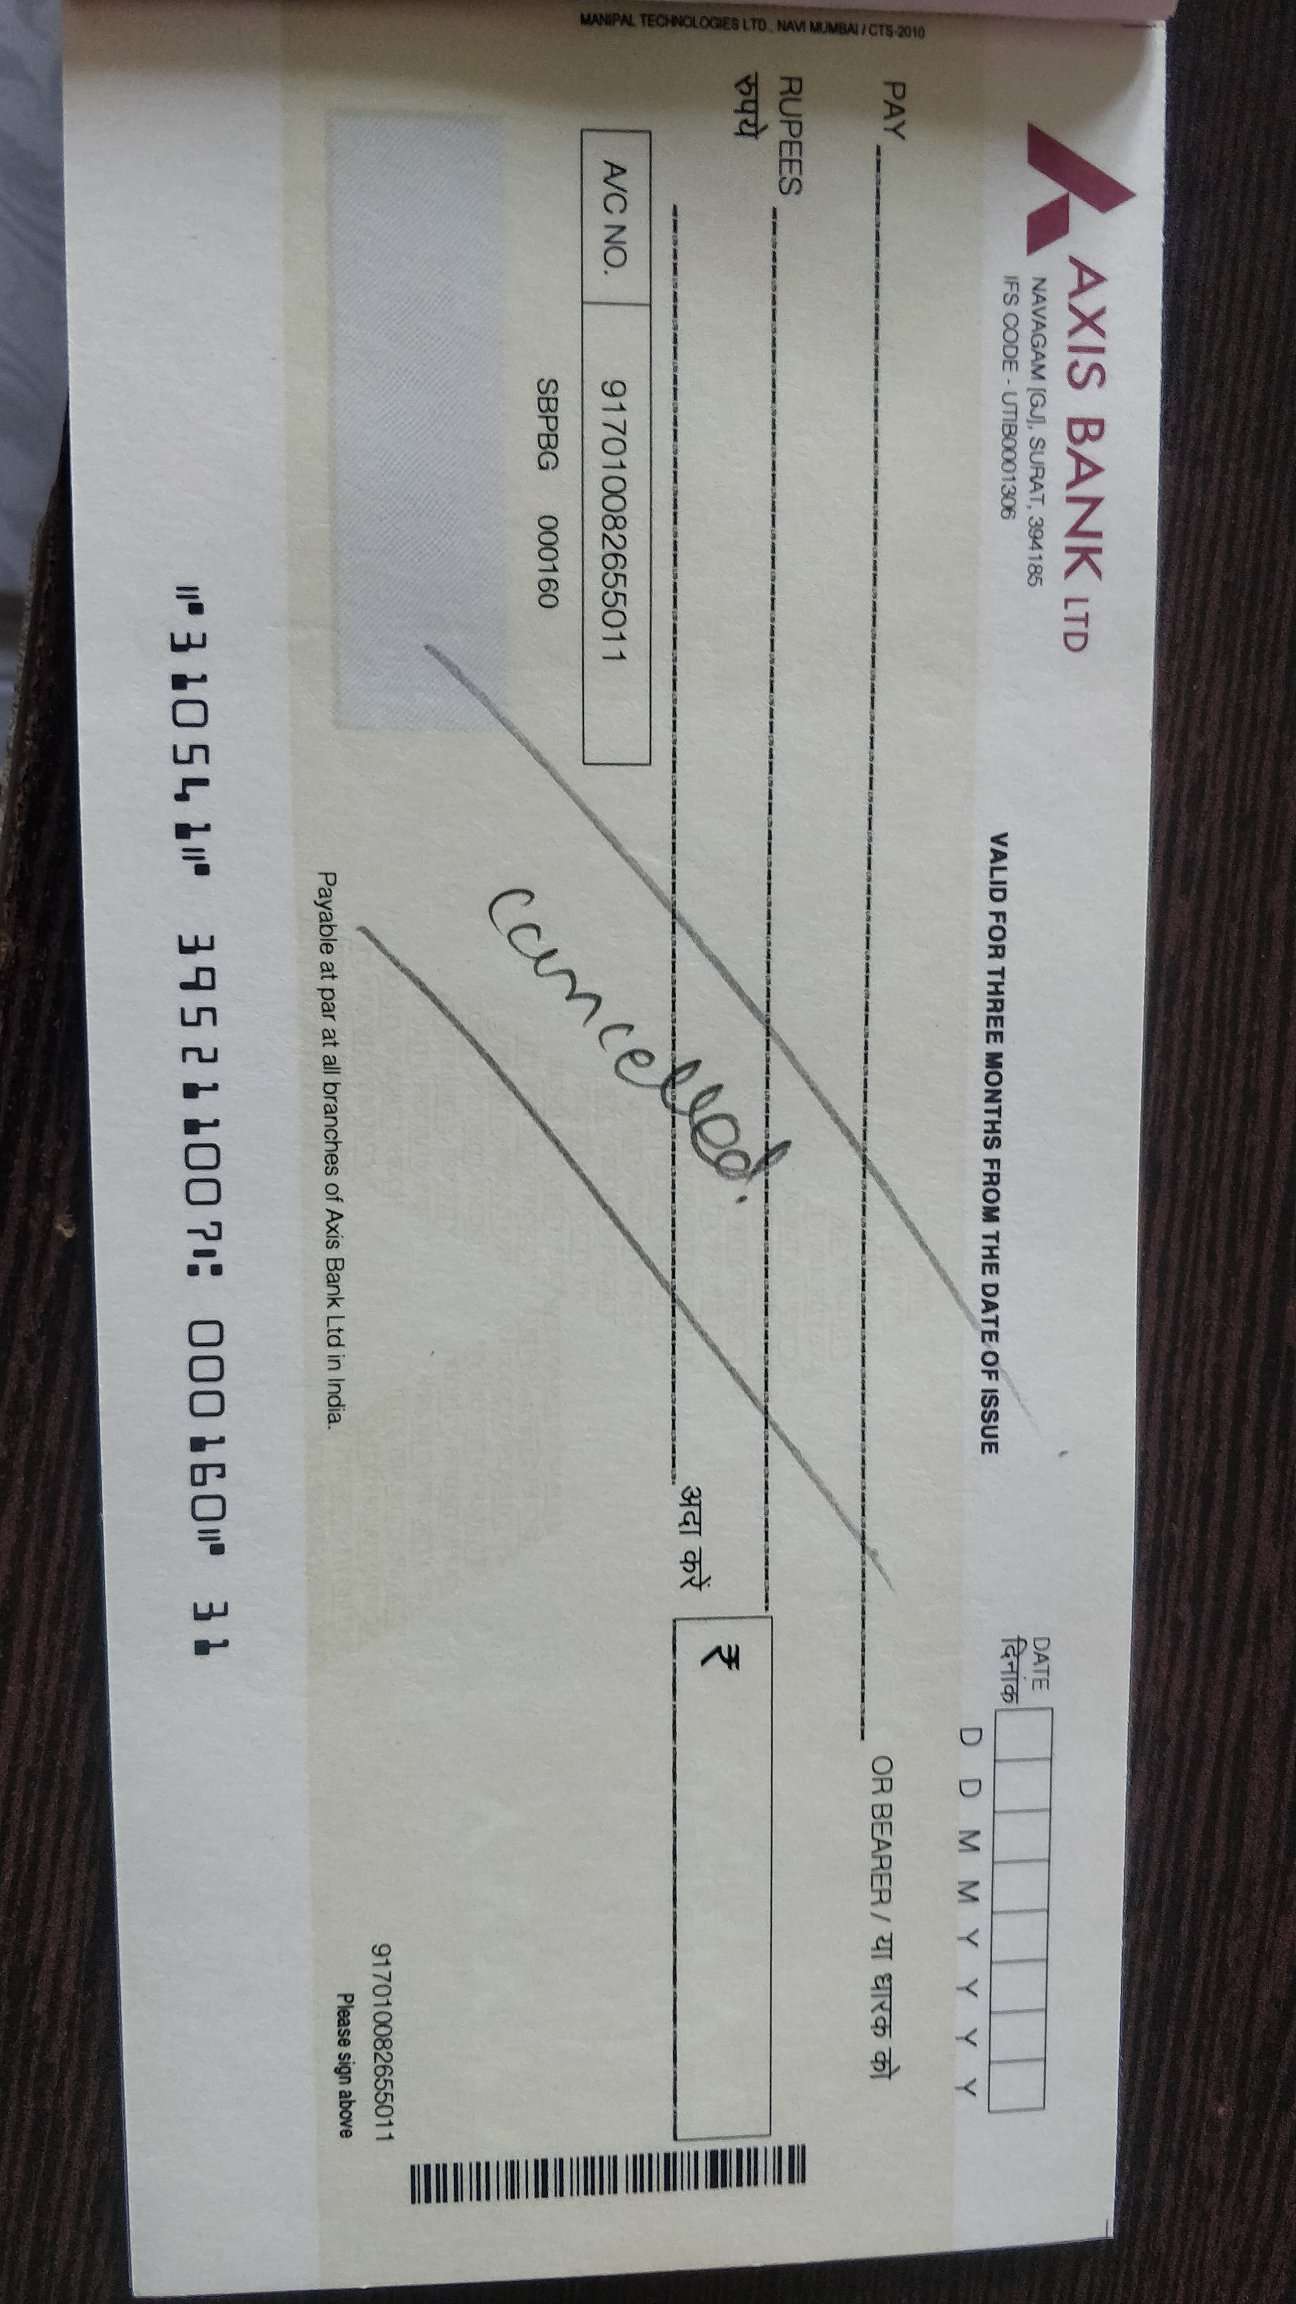 MANIPAL TECHNOLOGIES LTD., NAVI MUMBAI / CTS-2010
AXIS BANK LTD
NAVAGAM [GJ], SURAT, 394185
IFS CODE - UTIB0001306
VALID FOR THREE MONTHS FROM THE DATE OF ISSUE
DATE
दिनांक
D D M M Y Y Y Y
PAY OR BEARER / या धारक को
RUPEES
रुपये
अदा करें ₹
A/C NO. 917010082655011
SBPBG 000160
cancelled.
917010082655011
Payable at par at all branches of Axis Bank Ltd in India.
Please sign above
⑈310541⑈ 395211007⑆ 000160⑈ 31